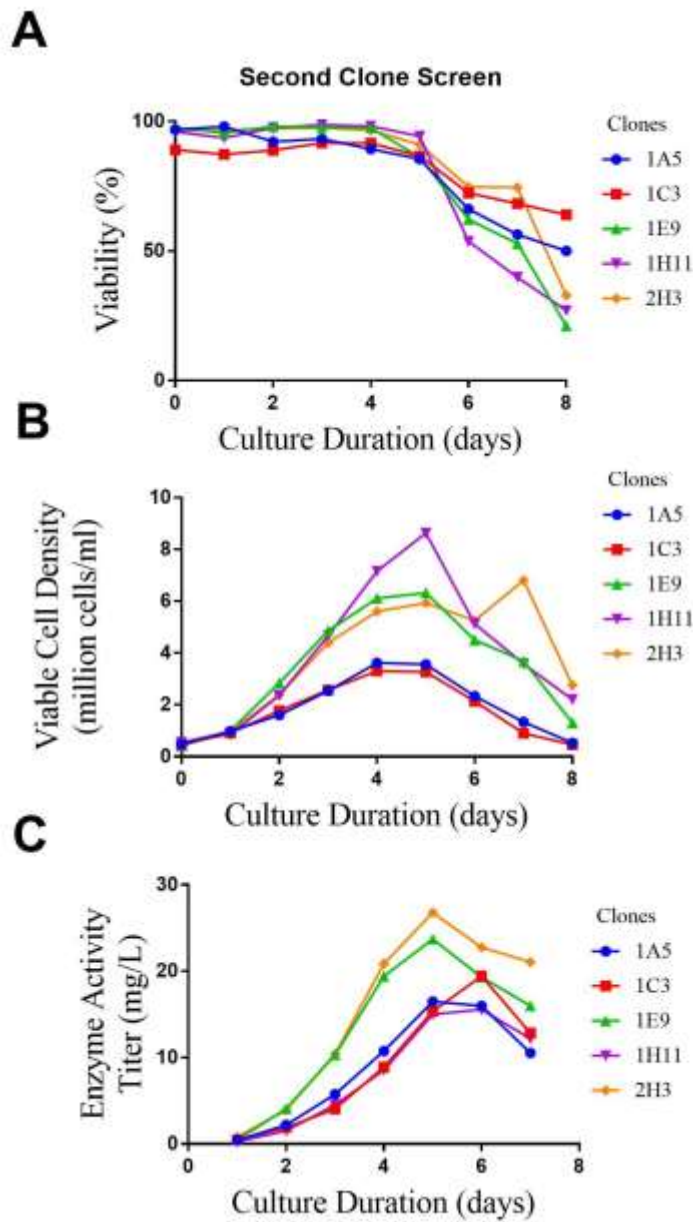 A
Second Clone Screen
Viability (%)
100
50
0
0 2 4 6 8
Culture Duration (days)
Clones
1A5
1C3
1E9
1H11
2H3
B
Viable Cell Density
(million cells/ml)
10
8
6
4
2
0
0 2 4 6 8
Culture Duration (days)
Clones
1A5
1C3
1E9
1H11
2H3
C
Enzyme Activity
Titer (mg/L)
30
20
10
0
0 2 4 6 8
Culture Duration (days)
Clones
1A5
1C3
1E9
1H11
2H3